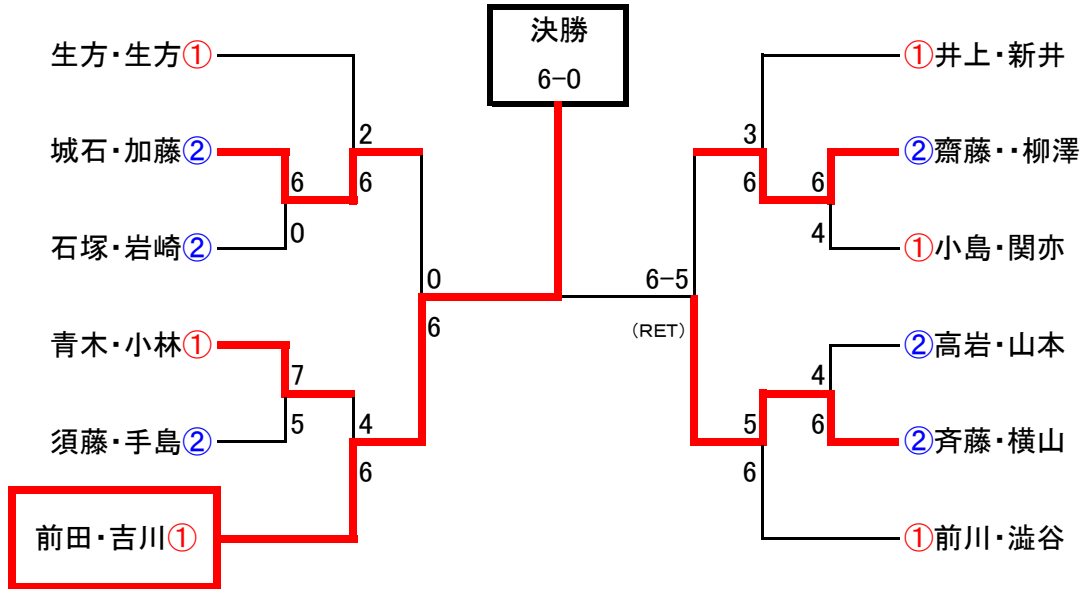 決勝
6-0
生方・生方①
城石・加藤②
石塚・岩崎②
青木・小林①
須藤・手島②
前田・吉川①
2
6
6
0
0
6
7
5
4
6
①井上・新井
②齋藤・・柳澤
①小島・関亦
②高岩・山本
②斉藤・横山
①前川・澁谷
3
6
6
4
6-5
(RET)
4
6
5
6